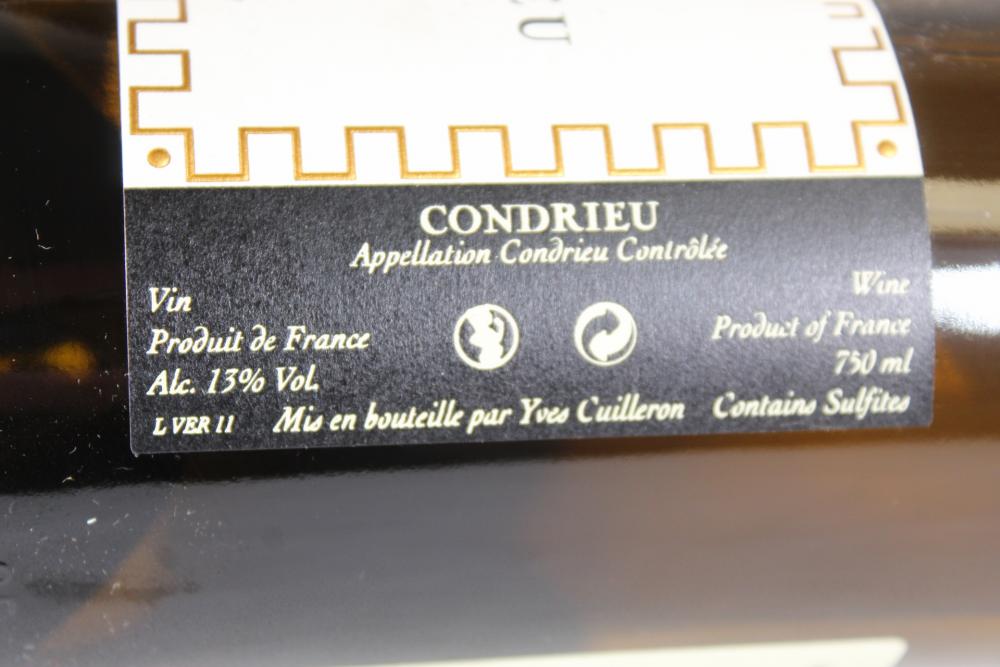 CONDRIEU
Appellation Condrieu Contrôlée
Vin
Produit de France
Alc. 13% Vol.
L VER 11
Mis en bouteille par Yves Cuilleron
Wine
Product of France
750 ml
Contains Sulfites